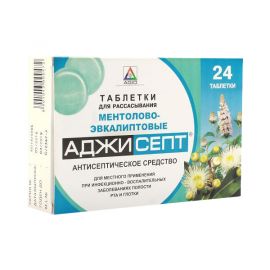 AGIO
ТАБЛЕТКИ
ДЛЯ РАССАСЫВАНИЯ
МЕНТОЛОВО-
ЭВКАЛИПТОВЫЕ
24
ТАБЛЕТКИ
АДЖИСЕПТ®
АНТИСЕПТИЧЕСКОЕ СРЕДСТВО
ДЛЯ МЕСТНОГО ПРИМЕНЕНИЯ
ПРИ ИНФЕКЦИОННО - ВОСПАЛИТЕЛЬНЫХ
ЗАБОЛЕВАНИЯХ ПОЛОСТИ
РТА И ГЛОТКИ